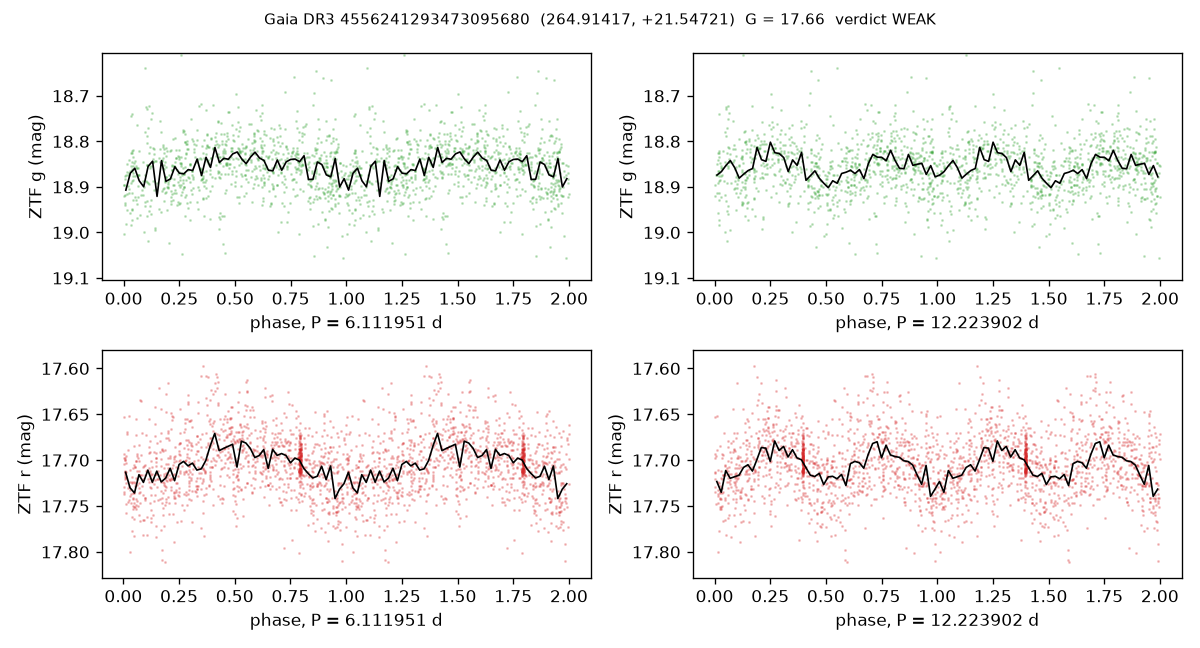 Gaia DR3 4556241293473095680 (264.91417, +21.54721) G = 17.66 verdict WEAK
ZTF g (mag)
18.7
18.8
18.9
19.0
19.1
0.00 0.25 0.50 0.75 1.00 1.25 1.50 1.75 2.00
phase, P = 6.111951 d
ZTF g (mag)
18.7
18.8
18.9
19.0
19.1
0.00 0.25 0.50 0.75 1.00 1.25 1.50 1.75 2.00
phase, P = 12.223902 d
ZTF r (mag)
17.60
17.65
17.70
17.75
17.80
0.00 0.25 0.50 0.75 1.00 1.25 1.50 1.75 2.00
phase, P = 6.111951 d
ZTF r (mag)
17.60
17.65
17.70
17.75
17.80
0.00 0.25 0.50 0.75 1.00 1.25 1.50 1.75 2.00
phase, P = 12.223902 d